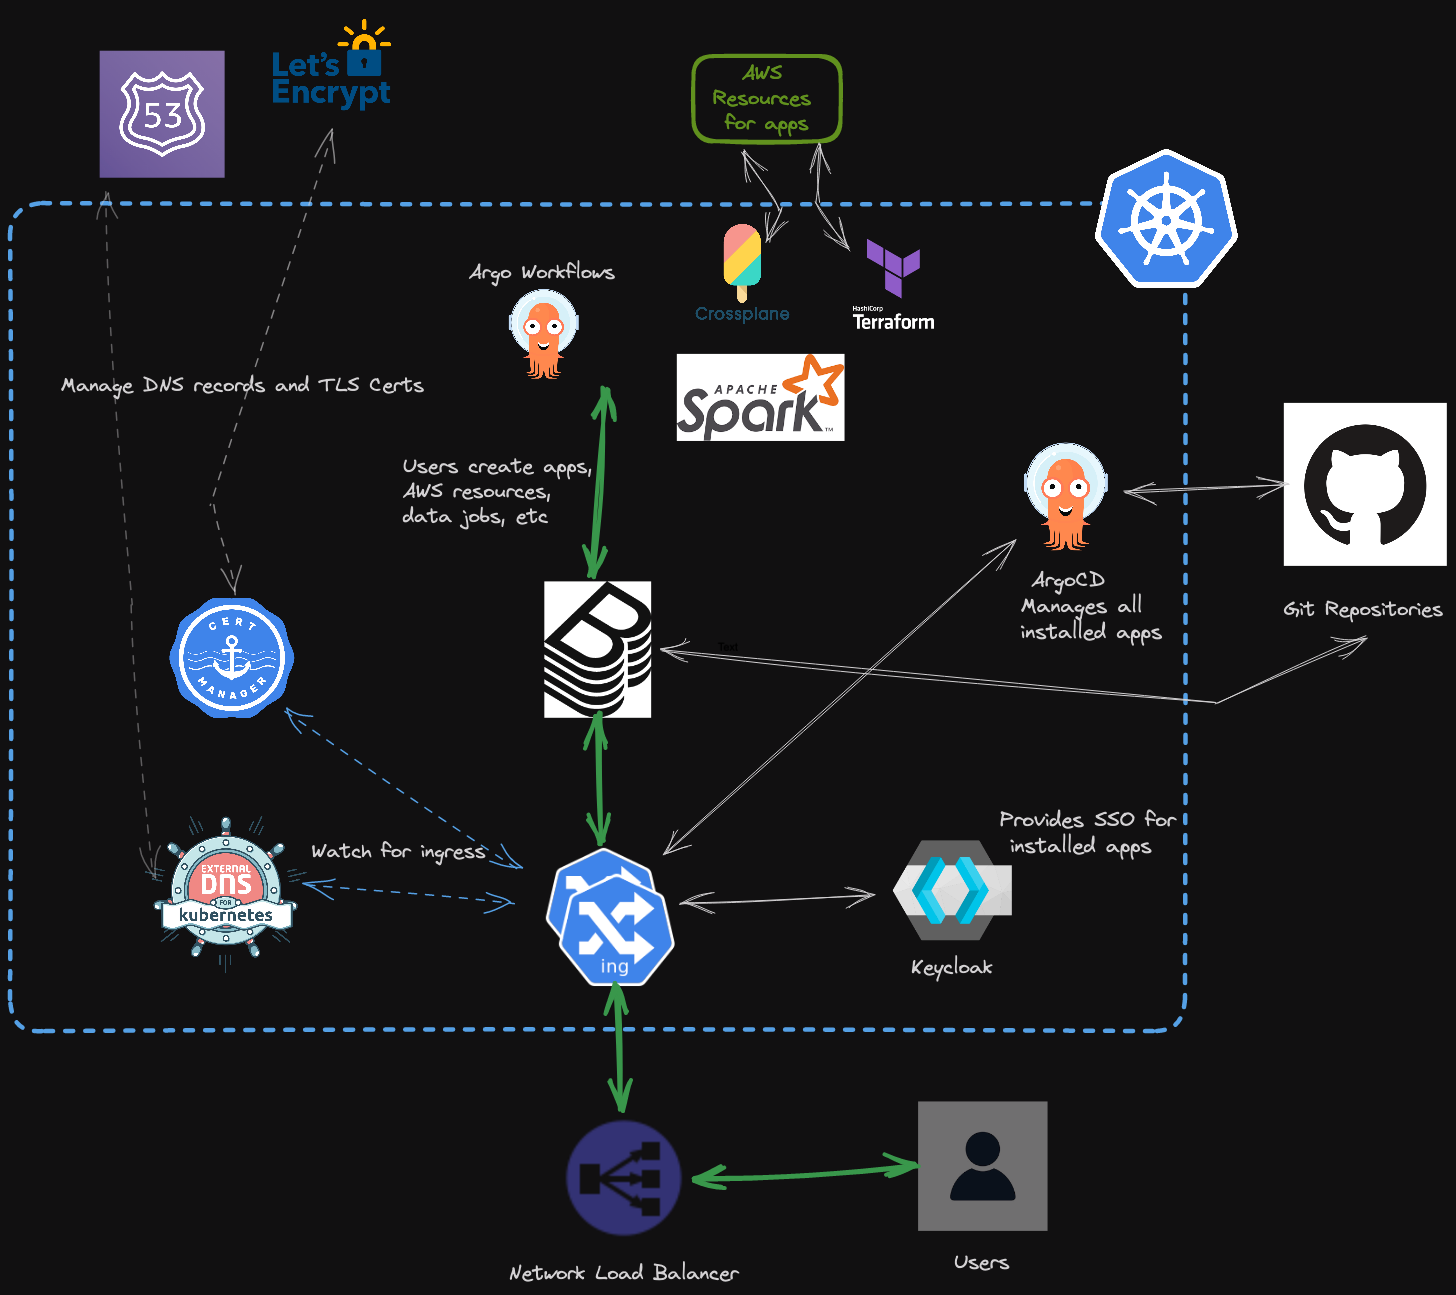 53
Let's
Encrypt
AWS
Resources
for apps
Argo Workflows
Crossplane
HashiCorp
Terraform
Manage DNS records and TLS Certs
APACHE
Spark™
Users create apps,
AWS resources,
data jobs, etc
ArgoCD
Manages all
installed apps
Git Repositories
CERT
MANAGER
B
Text
EXTERNAL
DNS
FOR
kubernetes
Watch for ingress
Provides SSO for
installed apps
ing
Keycloak
Network Load Balancer
Users